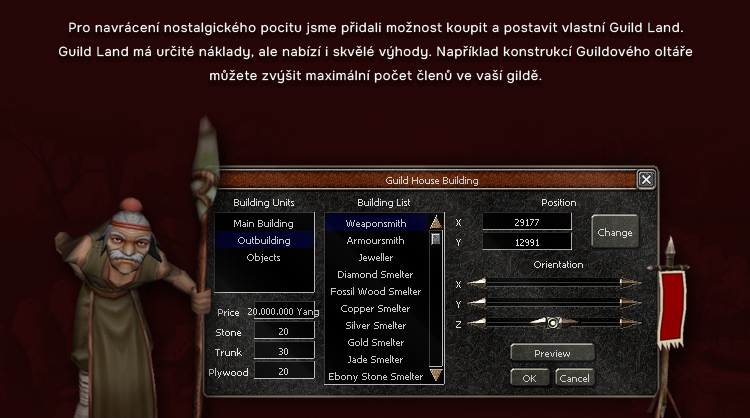 Pro navrácení nostalgického pocitu jsme přidali možnost koupit a postavit vlastní Guild Land.
Guild Land má určité náklady, ale nabízí i skvělé výhody. Například konstrukcí Guildového oltáře
můžete zvýšit maximální počet členů ve vaší gildě.
Guild House Building
Building Units
Main Building
Outbuilding
Objects
Price 20.000.000 Yang
Stone 20
Trunk 30
Plywood 20
Building List
Weaponsmith
Armoursmith
Jeweller
Diamond Smelter
Fossil Wood Smelter
Copper Smelter
Silver Smelter
Gold Smelter
Jade Smelter
Ebony Stone Smelter
Position
X 29177
Y 12991
Change
Orientation
X
Y
Z
Preview
OK Cancel